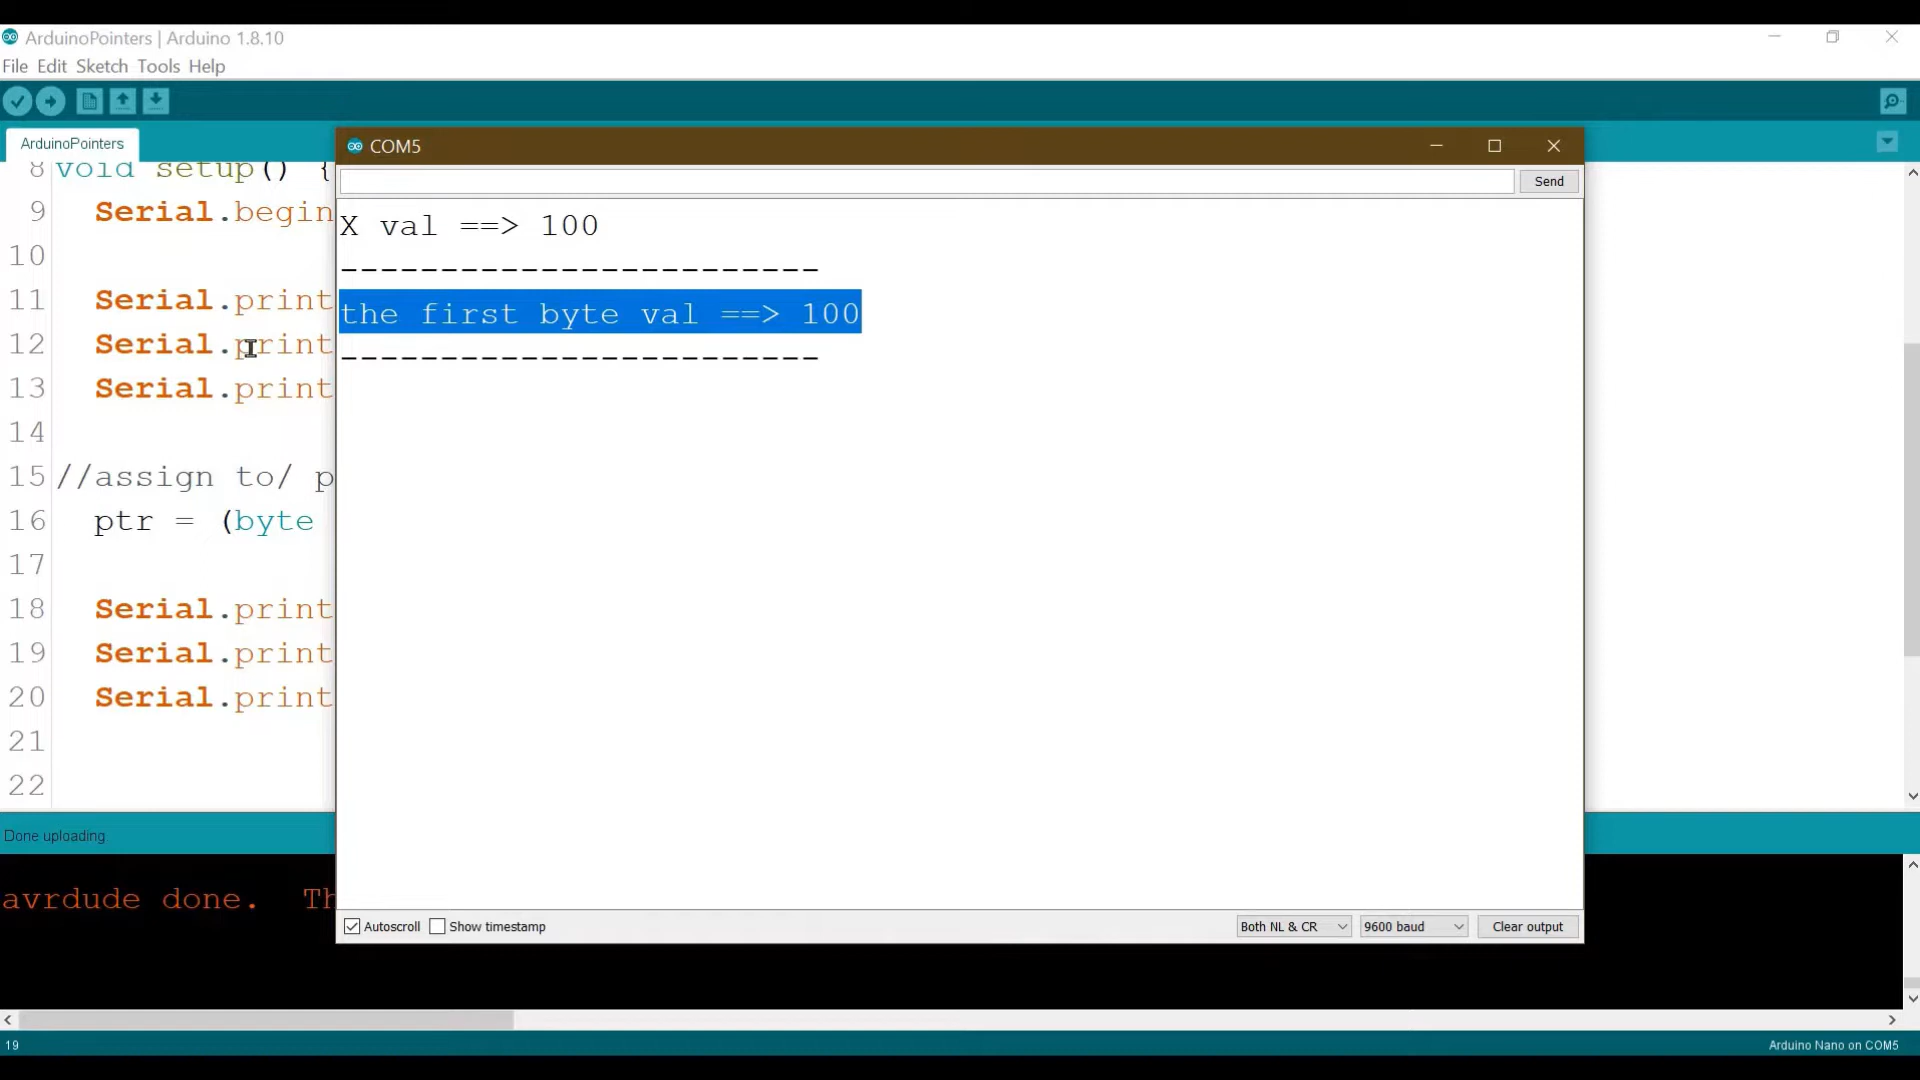 ArduinoPointers | Arduino 1.8.10
File Edit Sketch Tools Help
ArduinoPointers
8 void setup() {
9 Serial.begin
10
11 Serial.print
12 Serial.print
13 Serial.print
14
15 //assign to/ p
16 ptr = (byte
17
18 Serial.print
19 Serial.print
20 Serial.print
21
22
COM5
Send
X val ==> 100
------------------------
the first byte val ==> 100
------------------------
Autoscroll Show timestamp Both NL & CR 9600 baud Clear output
Done uploading.
avrdude done. Th
19
Arduino Nano on COM5